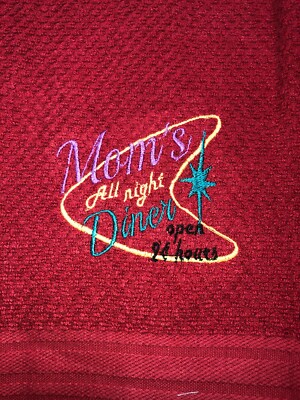 Mom's
All night
Diner
open
24 hours